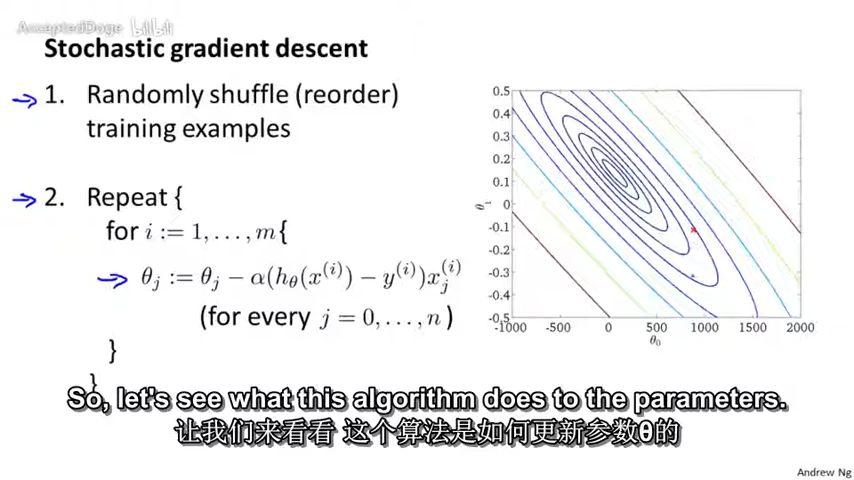 AcceptedDoge bilibili
Stochastic gradient descent
1. Randomly shuffle (reorder)
training examples
2. Repeat {
for i := 1, . . . , m {
θj := θj − α(hθ(x(i)) − y(i))xj(i)
(for every j = 0, . . . , n )
}
}
0.5
0.4
0.3
0.2
0.1
0
-0.1
-0.2
-0.3
-0.4
-0.5
θ1
-1000 -500 0 500 1000 1500 2000
θ0
So, let's see what this algorithm does to the parameters.
让我们来看看 这个算法是如何更新参数θ的
Andrew Ng